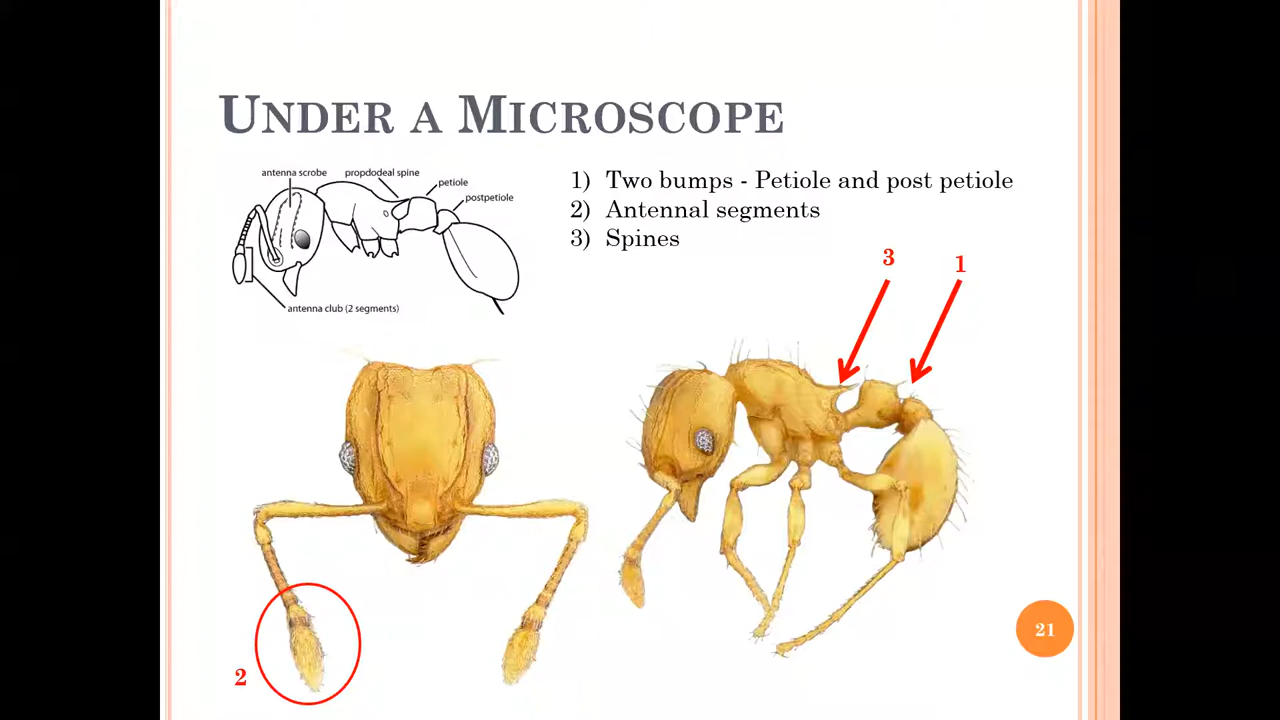 UNDER A MICROSCOPE
antenna scrobe
propdodeal spine
petiole
postpetiole
antenna club (2 segments)
1) Two bumps - Petiole and post petiole
2) Antennal segments
3) Spines
3
1
2
21